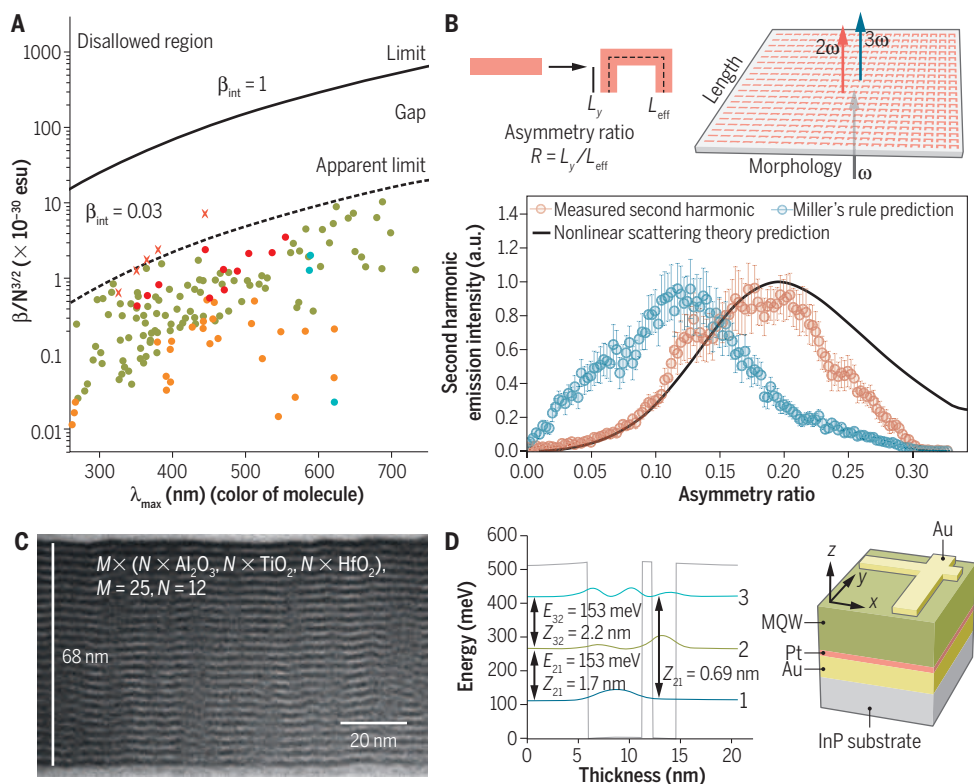 A
Disallowed region
Limit
β_int = 1
Gap
Apparent limit
β_int = 0.03
1000
100
10
1
0.1
0.01
β/N^3/2 (× 10^−30 esu)
300 400 500 600 700
λ_max (nm) (color of molecule)
B
L_y
L_eff
Asymmetry ratio
R = L_y/L_eff
2ω
3ω
Length
Morphology
ω
Measured second harmonic
Miller's rule prediction
Nonlinear scattering theory prediction
1.4
1.2
1.0
0.8
0.6
0.4
0.2
0.0
Second harmonic
emission intensity (a.u.)
0.00 0.05 0.10 0.15 0.20 0.25 0.30
Asymmetry ratio
C
M × (N × Al₂O₃, N × TiO₂, N × HfO₂),
M = 25, N = 12
68 nm
20 nm
D
600
500
400
300
200
100
0
Energy (meV)
3
E₃₂ = 153 meV
Z₃₂ = 2.2 nm
2
E₂₁ = 153 meV
Z₂₁ = 1.7 nm
Z₂₁ = 0.69 nm
1
0 5 10 15 20
Thickness (nm)
Au
z
y
x
MQW
Pt
Au
InP substrate